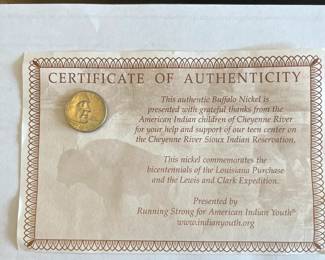 CERTIFICATE OF AUTHENTICITY
This authentic Buffalo Nickel is
presented with grateful thanks from the
American Indian children of Cheyenne River
for your help and support of our teen center on
the Cheyenne River Sioux Indian Reservation.
This nickel commemorates the
bicentennials of the Louisiana Purchase
and the Lewis and Clark Expedition.
Presented by
Running Strong for American Indian Youth®
www.indianyouth.org